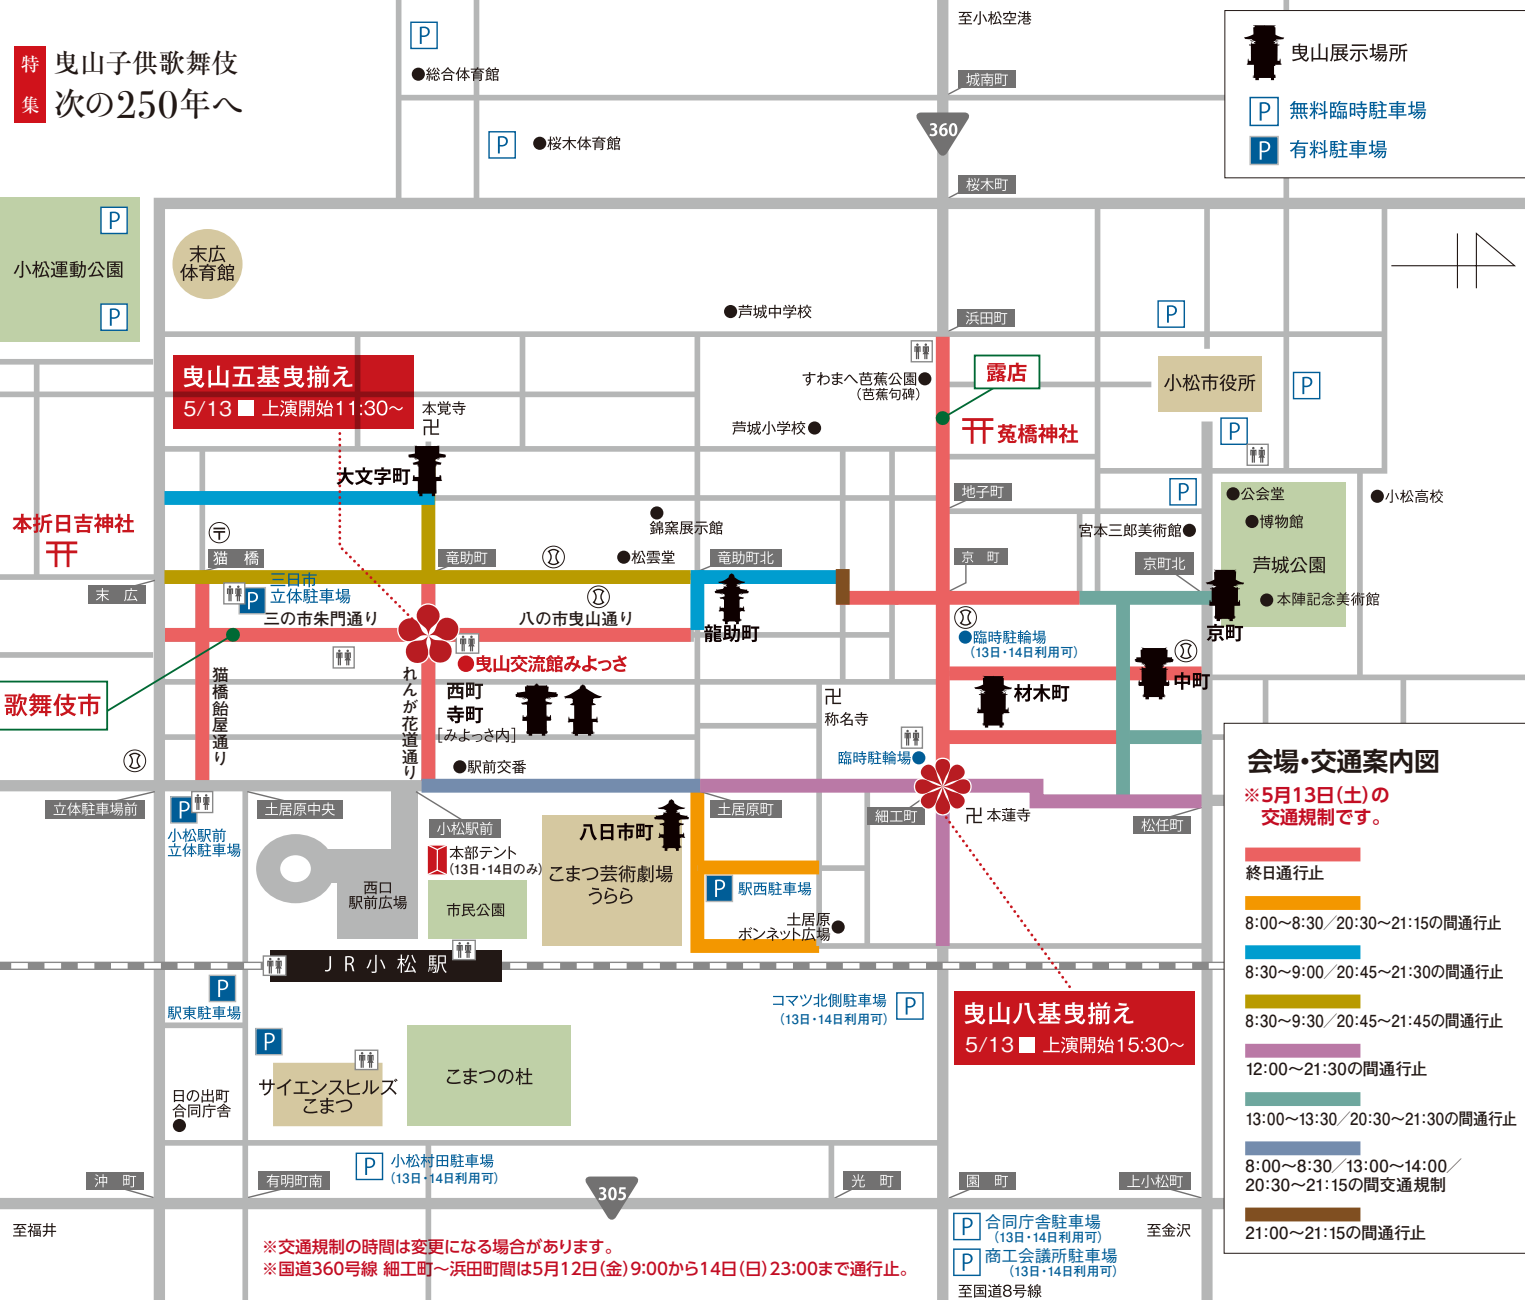 特集
曳山子供歌舞伎
次の250年へ
P
●総合体育館
P
●桜木体育館
至小松空港
城南町
360
桜木町
曳山展示場所
P 無料臨時駐車場
P 有料駐車場
P
小松運動公園
P
末広
体育館
●芦城中学校
浜田町
P
曳山五基曳揃え
5/13■ 上演開始11:30～
本覚寺
すわまへ芭蕉公園●
(芭蕉句碑)
露店
小松市役所
P
芦城小学校●
菟橋神社
P
大文字町
地子町
P
●公会堂
●小松高校
本折日吉神社
●博物館
錦窯展示館
宮本三郎美術館●
猫 橋
竜助町
●松雲堂
竜助町北
京 町
京町北
芦城公園
末 広
三日市
立体駐車場
P
●本陣記念美術館
三の市朱門通り
八の市曳山通り
龍助町
京町
●臨時駐輪場
(13日・14日利用可)
●曳山交流館みよっさ
歌舞伎市
猫橋飴屋通り
れんが花道通り
西町
寺町
[みよっさ内]
材木町
中町
称名寺
●駅前交番
臨時駐輪場●
立体駐車場前
土居原中央
小松駅前
土居原町
細工町
本蓮寺
松任町
P
小松駅前
立体駐車場
八日市町
本部テント
(13日・14日のみ)
こまつ芸術劇場
うらら
西口
駅前広場
市民公園
P 駅西駐車場
土居原
ボンネット広場
JR小松駅
P
駅東駐車場
コマツ北側駐車場
(13日・14日利用可)
P
曳山八基曳揃え
5/13■ 上演開始15:30～
P
サイエンスヒルズ
こまつ
こまつの杜
日の出町
合同庁舎
P 小松村田駐車場
(13日・14日利用可)
沖 町
有明町南
305
光 町
園 町
上小松町
至福井
P 合同庁舎駐車場
(13日・14日利用可)
至金沢
P 商工会議所駐車場
(13日・14日利用可)
至国道8号線
※交通規制の時間は変更になる場合があります。
※国道360号線 細工町～浜田町間は5月12日(金)9:00から14日(日)23:00まで通行止。
会場・交通案内図
※5月13日(土)の
交通規制です。
終日通行止
8:00～8:30／20:30～21:15の間通行止
8:30～9:00／20:45～21:30の間通行止
8:30～9:30／20:45～21:45の間通行止
12:00～21:30の間通行止
13:00～13:30／20:30～21:30の間通行止
8:00～8:30／13:00～14:00／
20:30～21:15の間交通規制
21:00～21:15の間通行止